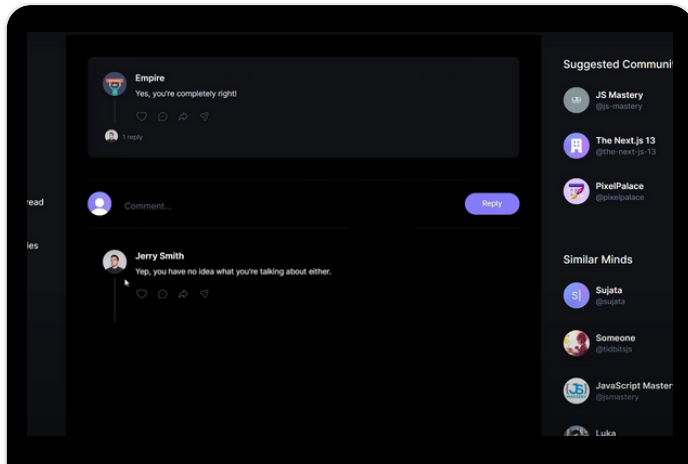 Empire
Yes, you're completely right!
1 reply
Comment...
Reply
Jerry Smith
Yep, you have no idea what you're talking about either.
read
ies
Suggested Communi
JS Mastery
@js-mastery
The Next.js 13
@the-next-js-13
PixelPalace
@pixelpalace
Similar Minds
S|
Sujata
@sujata
Someone
@tidbitsjs
JS
MASTERY
JavaScript Master
@jsmastery
Luka